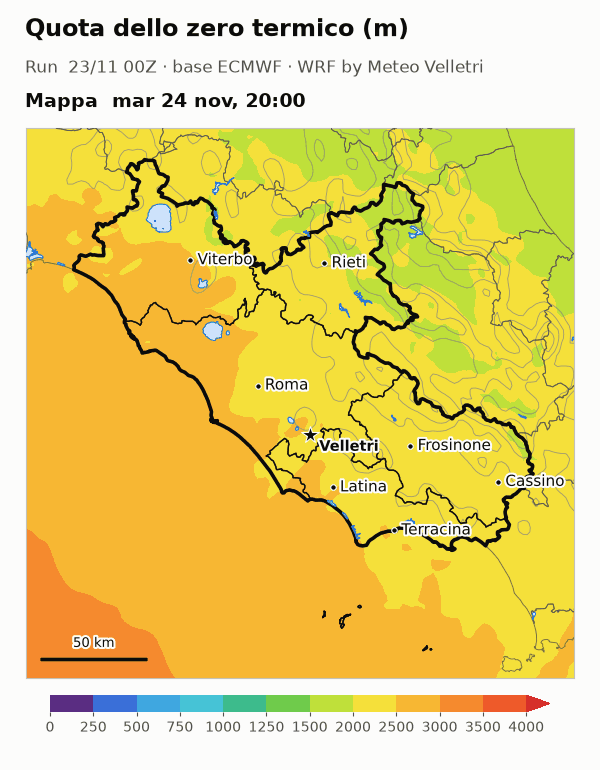 Quota dello zero termico (m)
Run  23/11 00Z · base ECMWF · WRF by Meteo Velletri
Mappa  mar 24 nov, 20:00
Viterbo
Rieti
Roma
Velletri
Frosinone
Cassino
Latina
Terracina
50 km
0 250 500 750 1000 1250 1500 2000 2500 3000 3500 4000